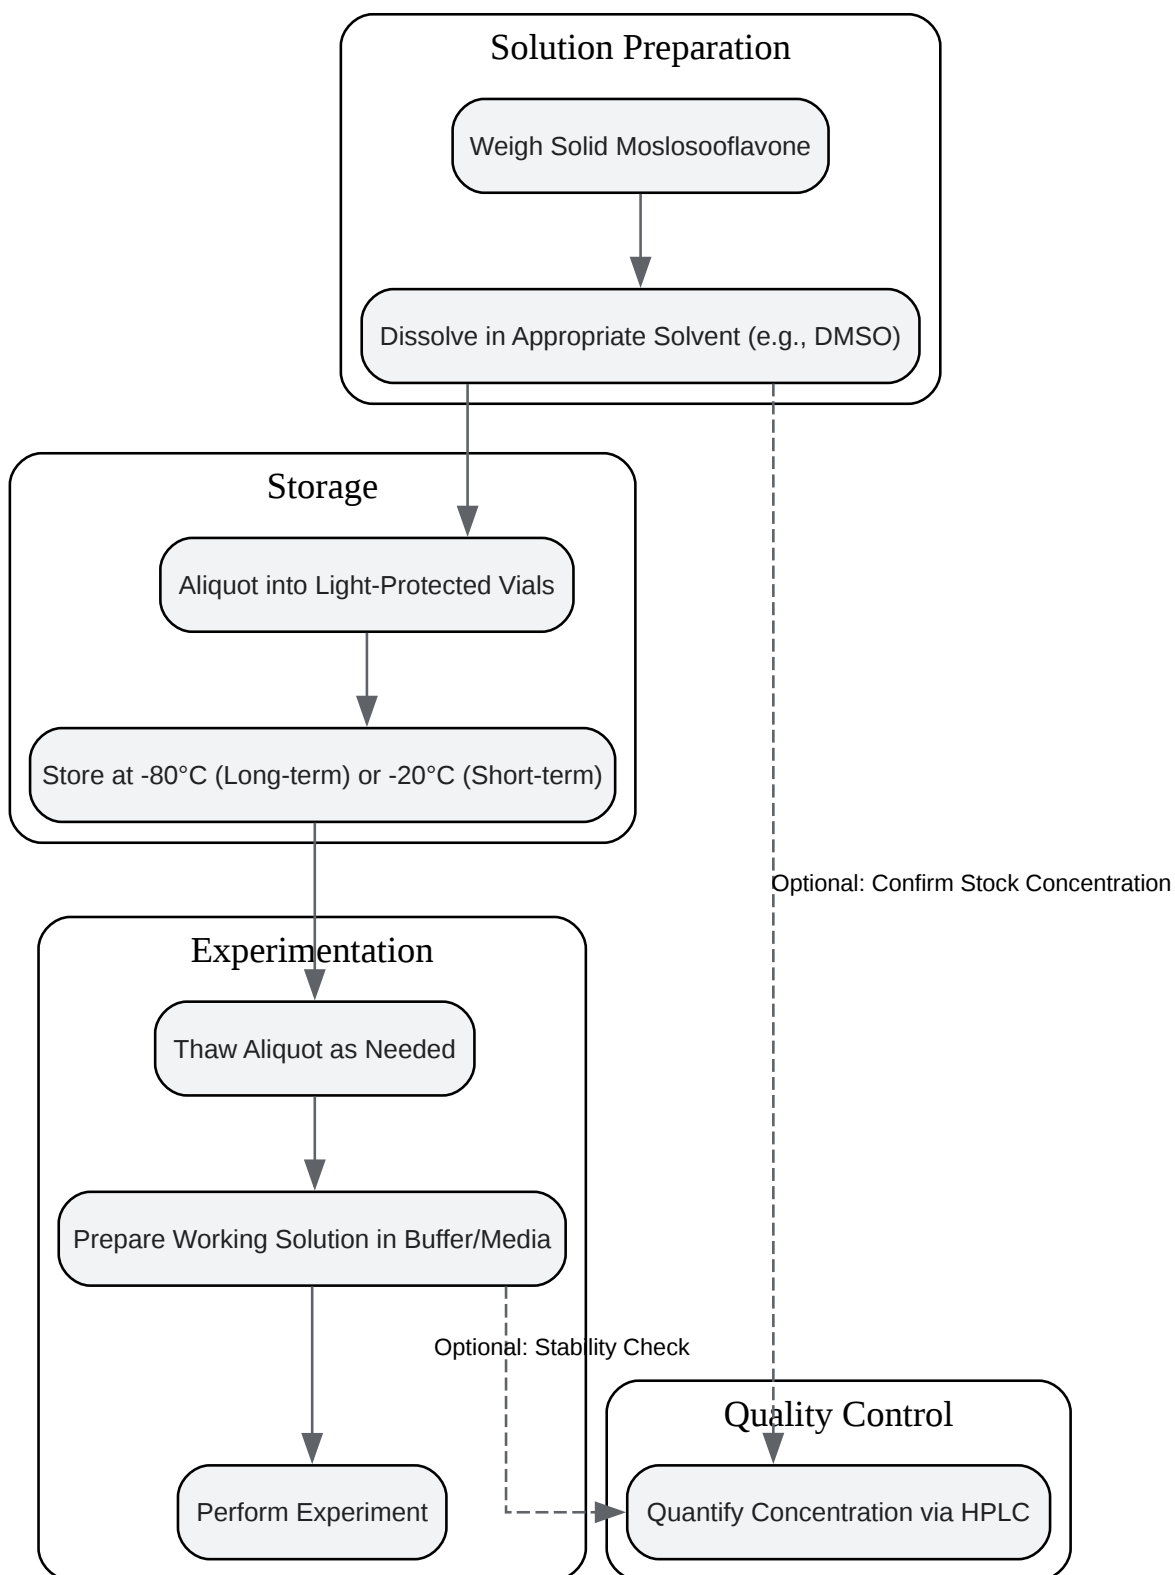 Solution Preparation
Weigh Solid Moslosooflavone
Dissolve in Appropriate Solvent (e.g., DMSO)
Storage
Aliquot into Light-Protected Vials
Store at -80°C (Long-term) or -20°C (Short-term)
Optional: Confirm Stock Concentration
Experimentation
Thaw Aliquot as Needed
Prepare Working Solution in Buffer/Media
Optional: Stability Check
Quality Control
Perform Experiment
Quantify Concentration via HPLC